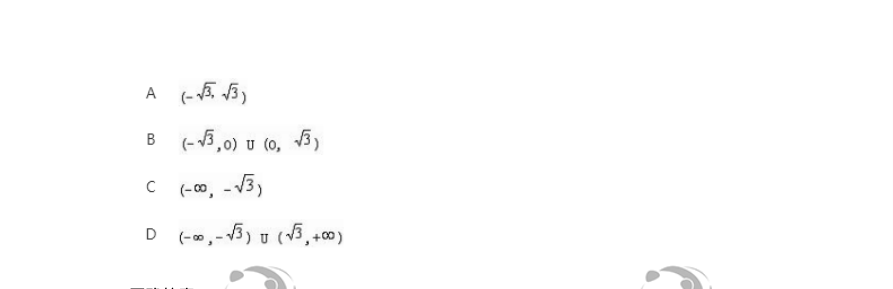 A (-√3, √3)
B (-√3,0) U (0, √3)
C (-∞, -√3)
D (-∞,-√3) U (√3,+∞)